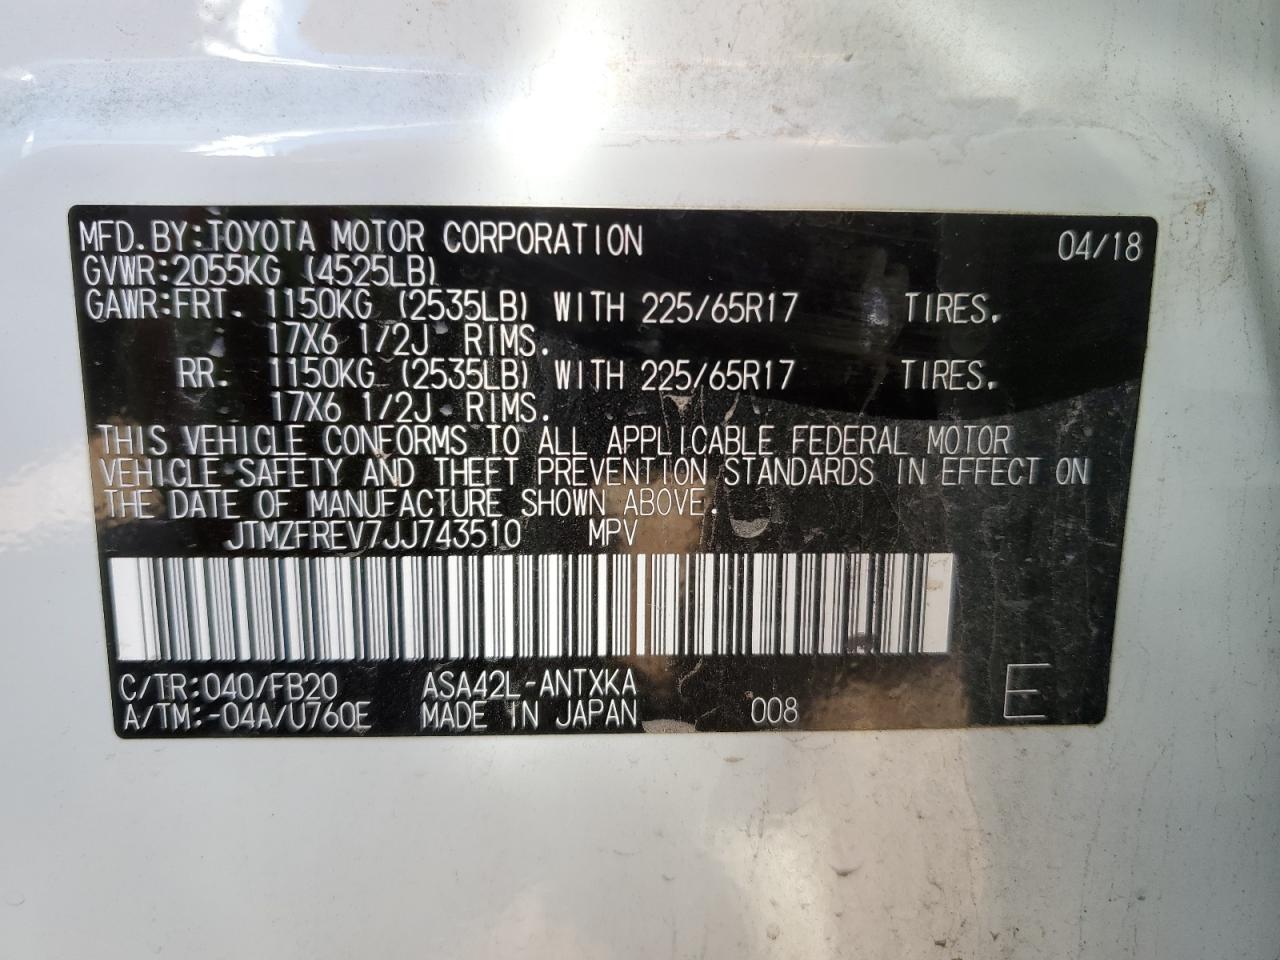 MFD. BY:TOYOTA MOTOR CORPORATION 04/18
GVWR:2055KG (4525LB)
GAWR:FRT. 1150KG (2535LB) WITH 225/65R17 TIRES,
17X6 1/2J RIMS.
RR. 1150KG (2535LB) WITH 225/65R17 TIRES,
17X6 1/2J RIMS.
THIS VEHICLE CONFORMS TO ALL APPLICABLE FEDERAL MOTOR
VEHICLE SAFETY AND THEFT PREVENTION STANDARDS IN EFFECT ON
THE DATE OF MANUFACTURE SHOWN ABOVE.
JTMZFREV7JJ743510 MPV
C/TR:040/FB20 ASA42L-ANTXKA
A/TM:-04A/U760E MADE IN JAPAN 008 E